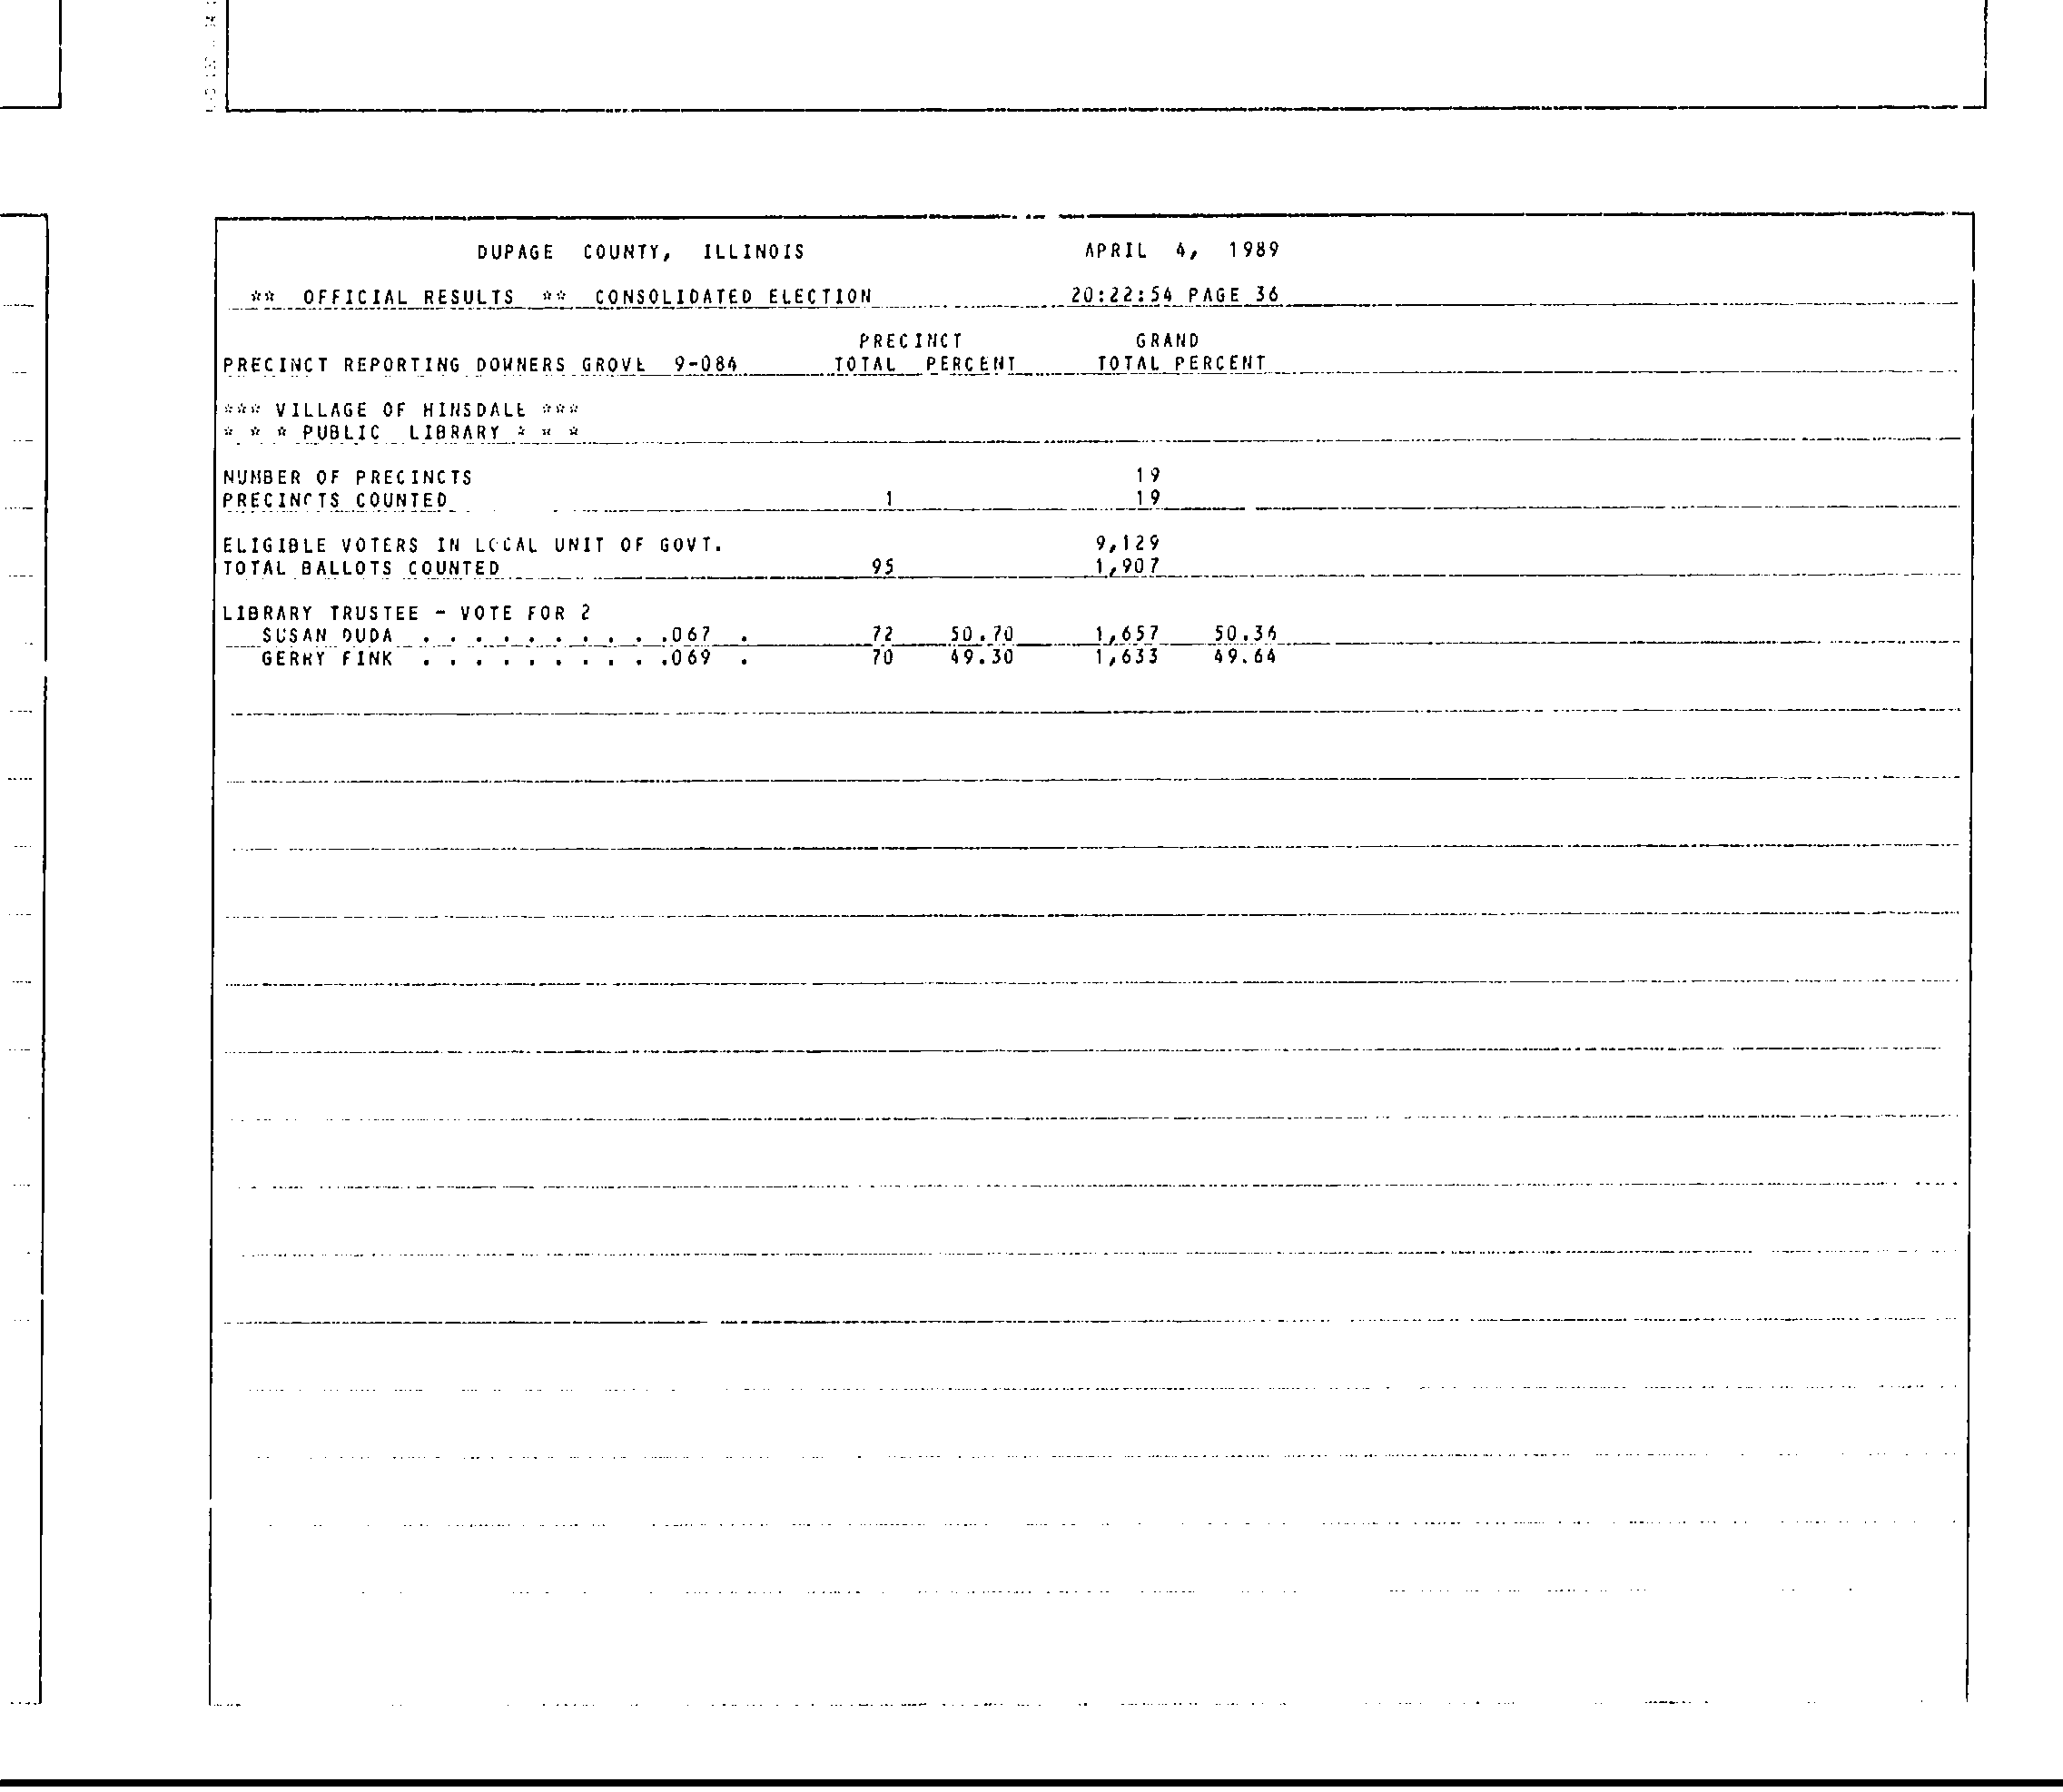 DUPAGE COUNTY, ILLINOIS APRIL 4, 1989
** OFFICIAL RESULTS ** CONSOLIDATED ELECTION 20:22:54 PAGE 36
PRECINCT GRAND
PRECINCT REPORTING DOWNERS GROVE 9-084 TOTAL PERCENT TOTAL PERCENT
*** VILLAGE OF HINSDALE ***
* * * PUBLIC LIBRARY * * *
NUMBER OF PRECINCTS 19
PRECINCTS COUNTED 1 19
ELIGIBLE VOTERS IN LOCAL UNIT OF GOVT. 9,129
TOTAL BALLOTS COUNTED 95 1,907
LIBRARY TRUSTEE - VOTE FOR 2
SUSAN DUDA . . . . . . . . . .067 . 72 50.70 1,657 50.36
GERRY FINK . . . . . . . . . .069 . 70 49.30 1,633 49.64